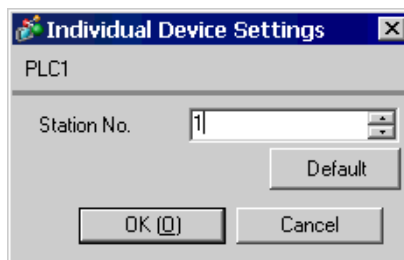 Individual Device Settings
PLC1
Station No. 1
Default
OK (O) Cancel